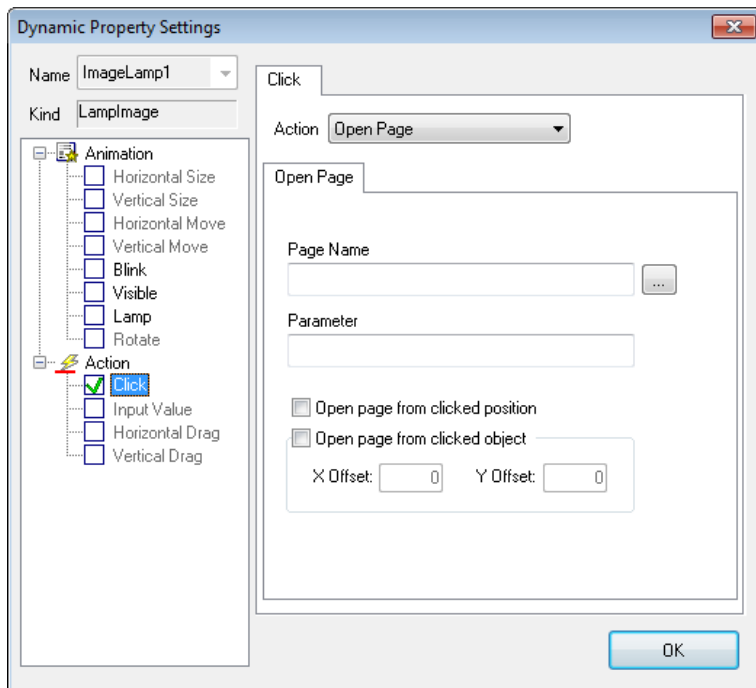 Dynamic Property Settings
Name ImageLamp1
Kind LampImage
Animation
Horizontal Size
Vertical Size
Horizontal Move
Vertical Move
Blink
Visible
Lamp
Rotate
Action
Click
Input Value
Horizontal Drag
Vertical Drag
Click
Action Open Page
Open Page
Page Name
...
Parameter
Open page from clicked position
Open page from clicked object
X Offset: 0 Y Offset: 0
OK